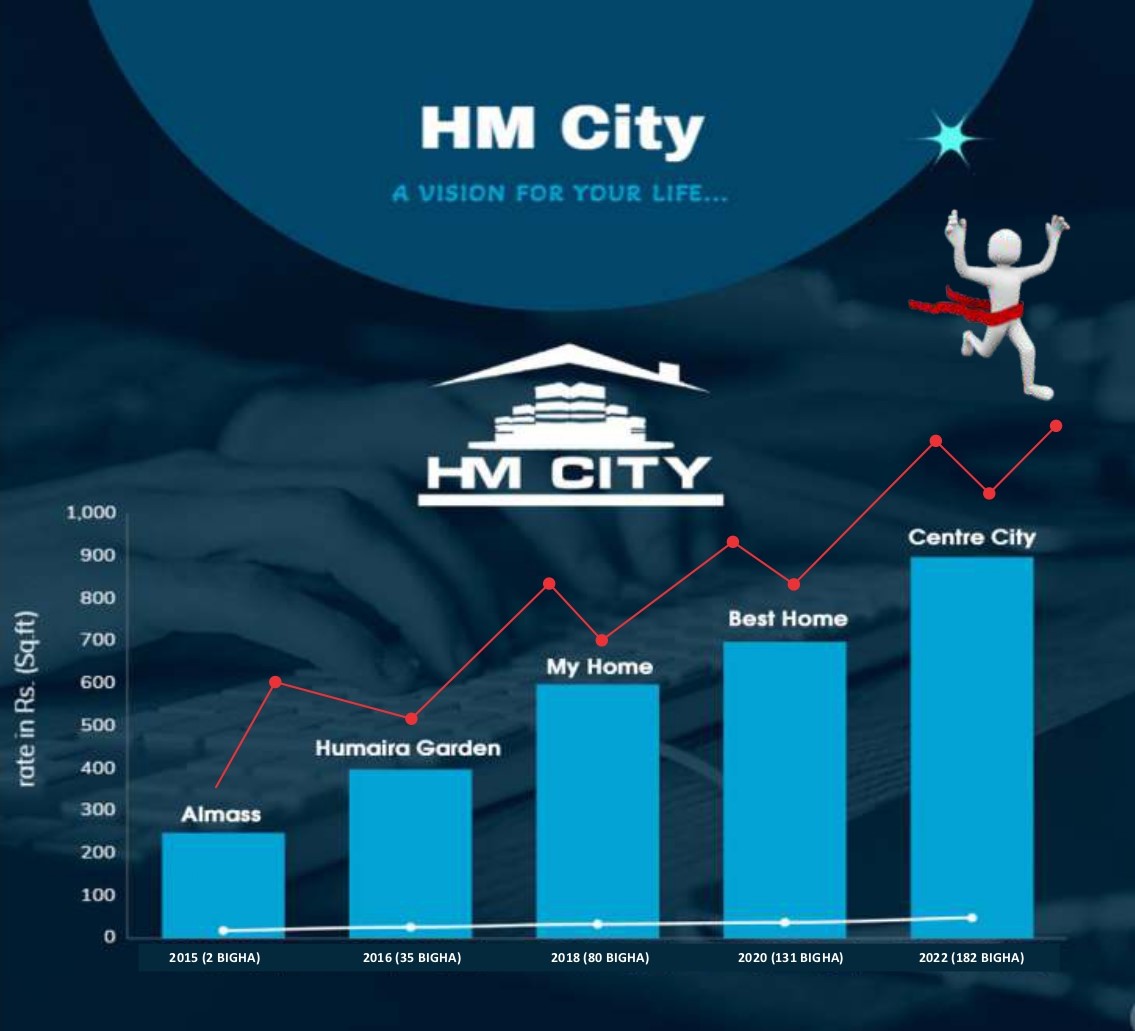 HM City
A VISION FOR YOUR LIFE...
HM CITY
rate in Rs. (Sq.ft)
1,000
900
800
700
600
500
400
300
200
100
0
Almass
Humaira Garden
My Home
Best Home
Centre City
2015 (2 BIGHA)
2016 (35 BIGHA)
2018 (80 BIGHA)
2020 (131 BIGHA)
2022 (182 BIGHA)